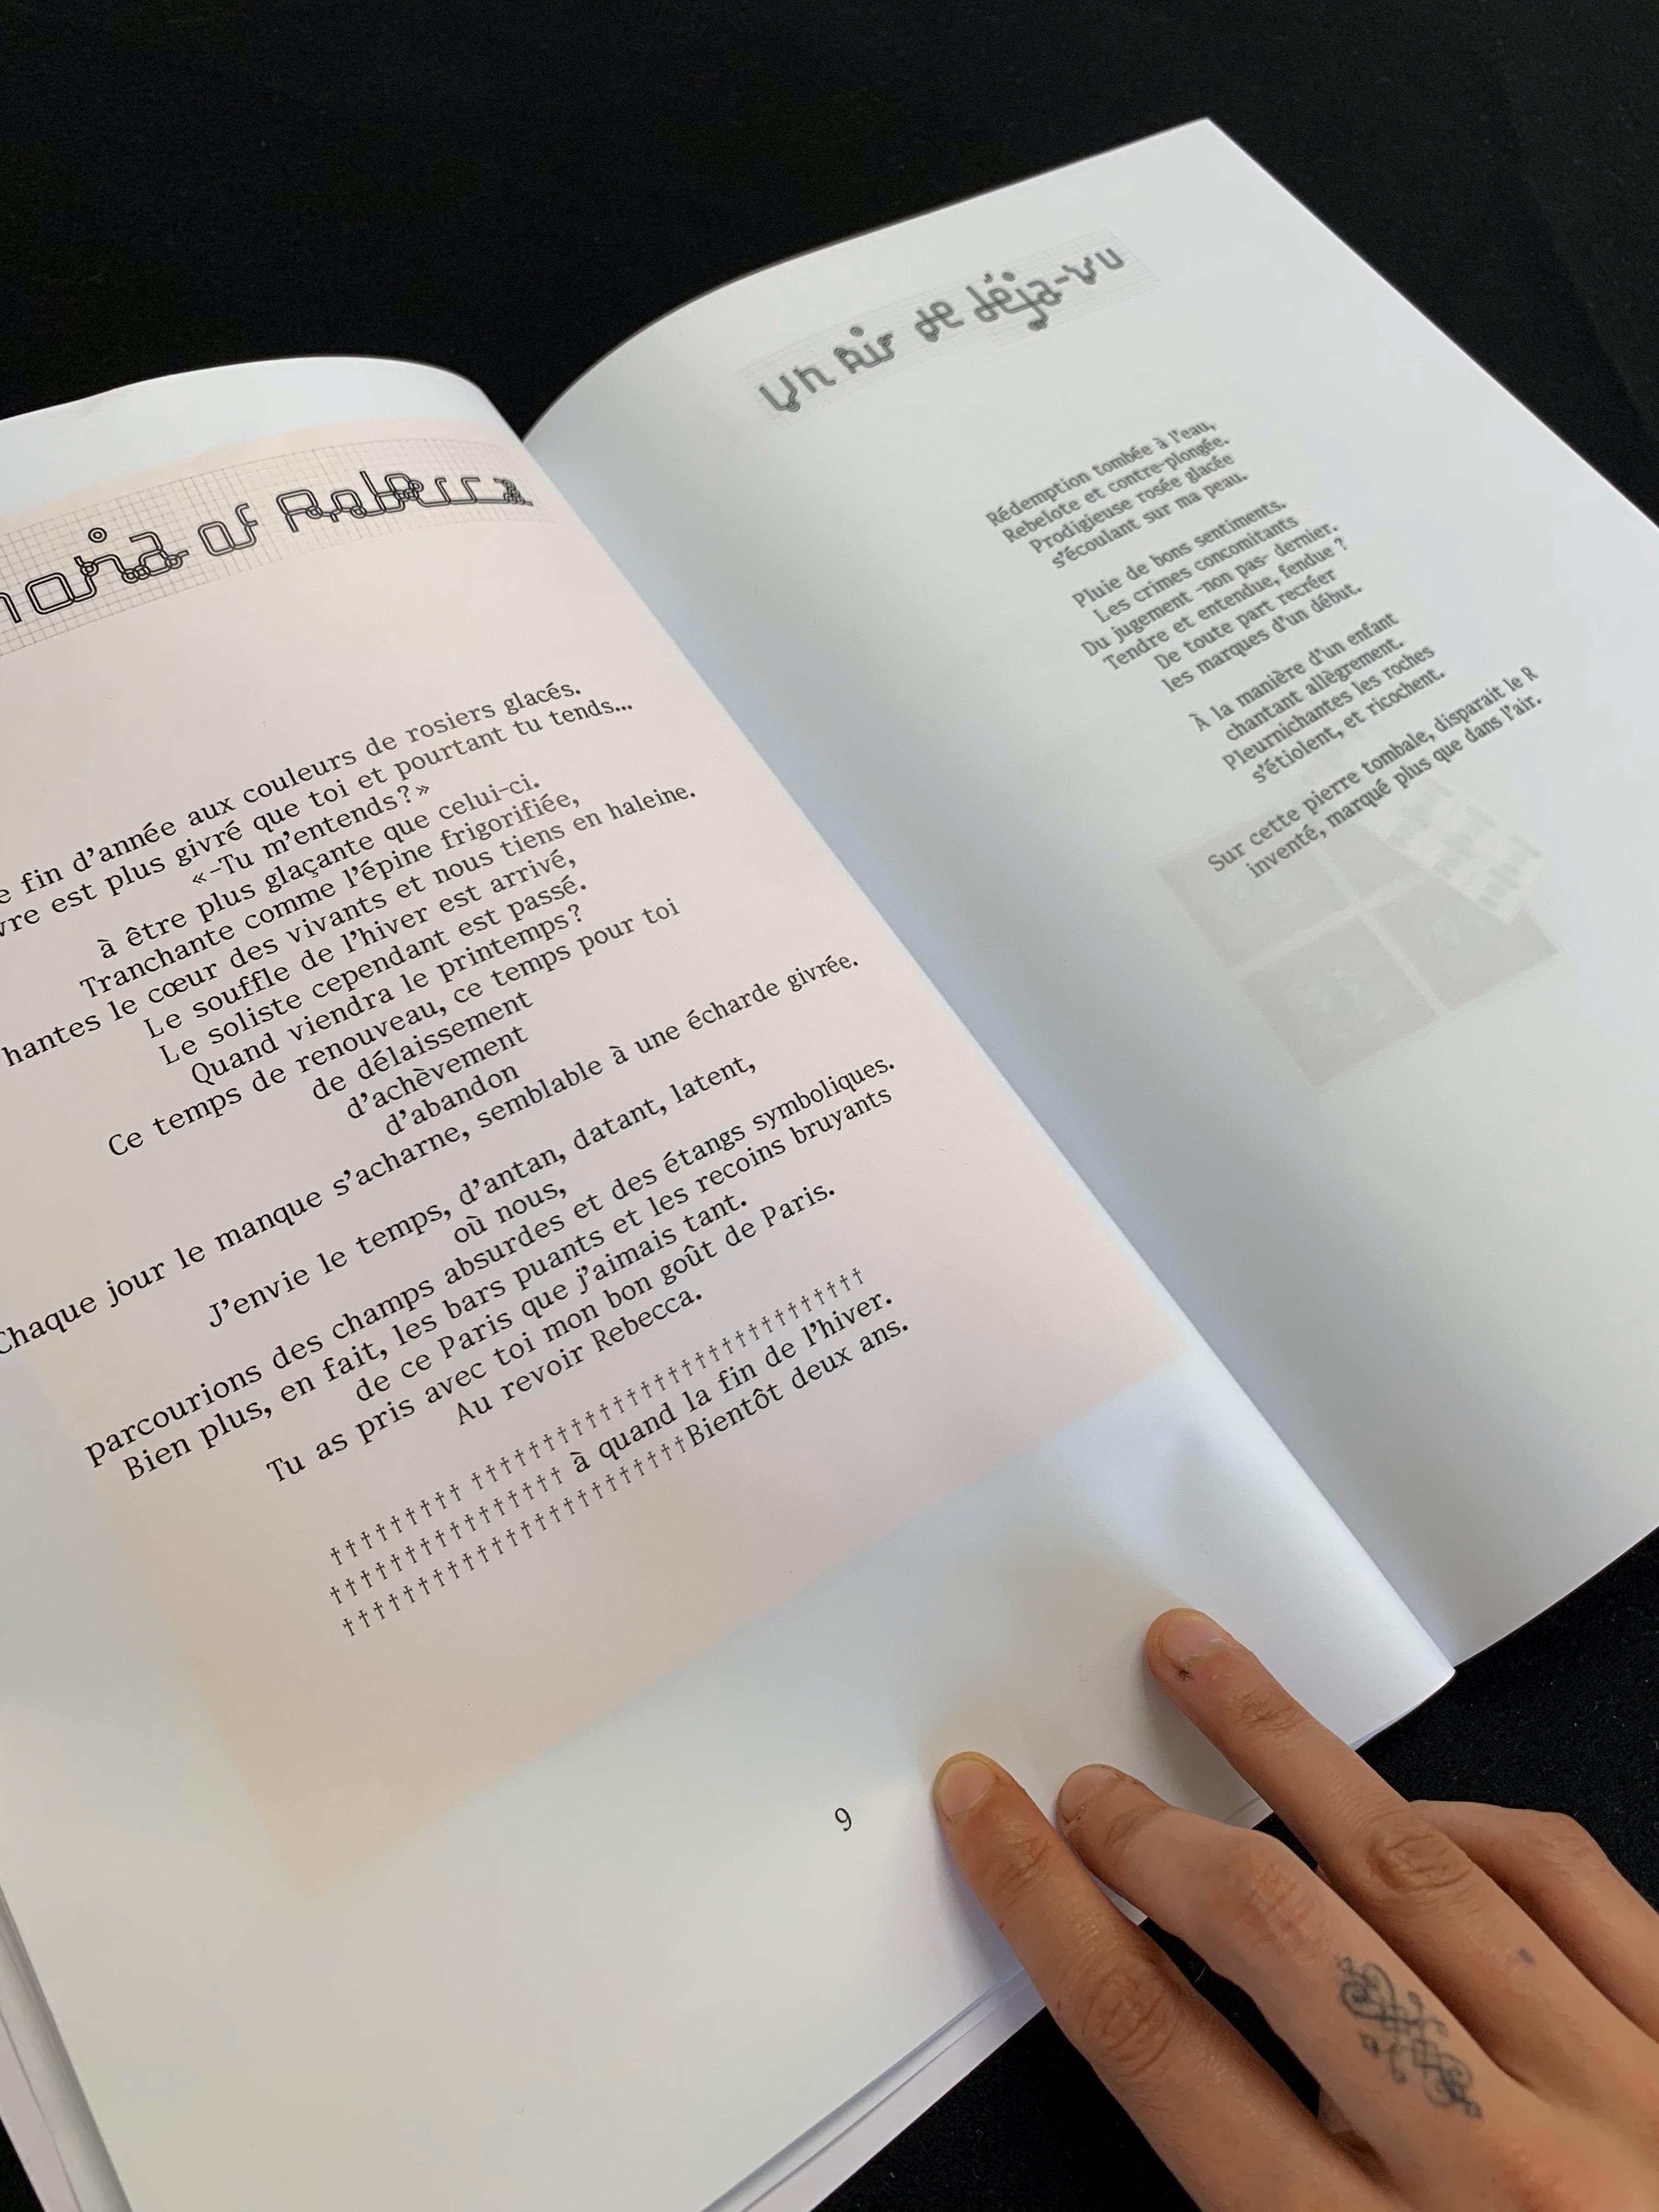 of Rebecca
fin d'année aux couleurs de rosiers glacés.
est plus givré que toi et pourtant tu tends...
«-Tu m'entends?»
à être plus glaçante que celui-ci.
Tranchante comme l'épine frigorifiée,
hantes le cœur des vivants et nous tiens en haleine.
Le souffle de l'hiver est arrivé,
Le soliste cependant est passé.
Quand viendra le printemps?
Ce temps de renouveau, ce temps pour toi
de délaissement
d'achèvement
d'abandon
Chaque jour le manque s'acharne, semblable à une écharde givrée.
J'envie le temps, d'antan, datant, latent,
où nous,
parcourions des champs absurdes et des étangs symboliques.
Bien plus, en fait, les bars puants et les recoins bruyants
de ce Paris que j'aimais tant.
Tu as pris avec toi mon bon goût de Paris.
Au revoir Rebecca.
††††††††† ††††††††††††††††††††††††††
†††††††††††††††† à quand la fin de l'hiver.
†††††††††††††††††††††††Bientôt deux ans.
9
Un Air de déjà-vu
Rédemption tombée à l'eau,
Rebelote et contre-plongée.
Prodigieuse rosée glacée
s'écoulant sur ma peau.
Pluie de bons sentiments.
Les crimes concomitants
Du jugement -non pas- dernier.
Tendre et entendue, fendue ?
De toute part recréer
les marques d'un début.
À la manière d'un enfant
chantant allègrement.
Pleurnichantes les roches
s'étiolent, et ricochent.
Sur cette pierre tombale, disparait le R
inventé, marqué plus que dans l'air.